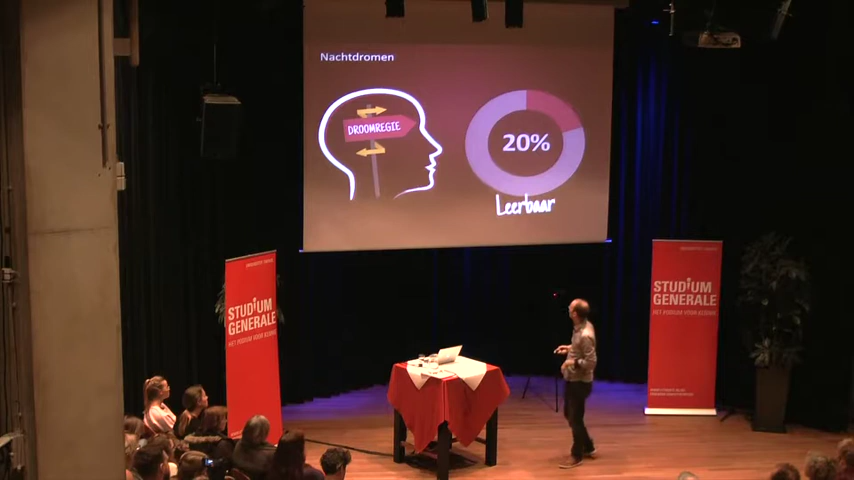 Nachtdromen
DROOMREGIE
20%
Leerbaar
STUDIUM
GENERALE
HET PODIUM VOOR KENNIS
STUDIUM
GENERALE
HET PODIUM VOOR KENNIS